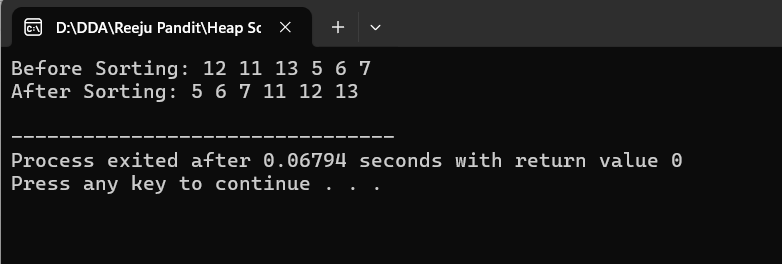 D:\DDA\Reeju Pandit\Heap Sc
Before Sorting: 12 11 13 5 6 7
After Sorting: 5 6 7 11 12 13
--------------------------------
Process exited after 0.06794 seconds with return value 0
Press any key to continue . . .